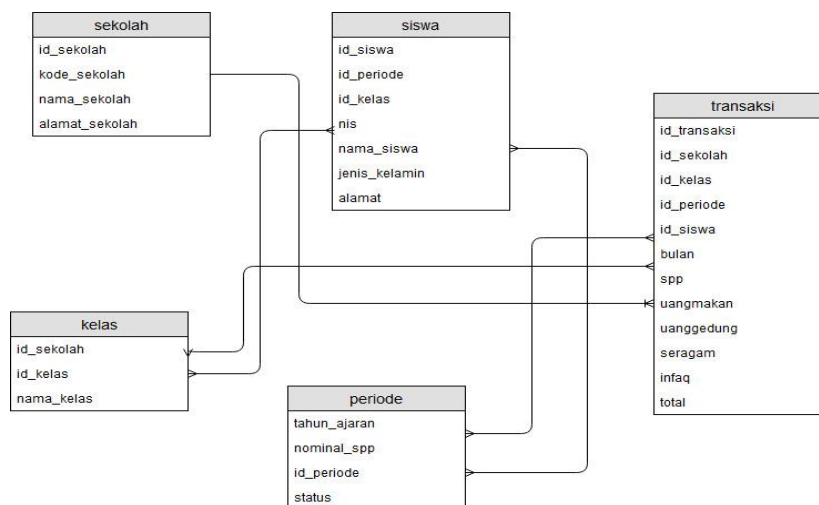 sekolah
id_sekolah
kode_sekolah
nama_sekolah
alamat_sekolah
siswa
id_siswa
id_periode
id_kelas
nis
nama_siswa
jenis_kelamin
alamat
transaksi
id_transaksi
id_sekolah
id_kelas
id_periode
id_siswa
bulan
spp
uangmakan
uanggedung
seragam
infaq
total
kelas
id_sekolah
id_kelas
nama_kelas
periode
tahun_ajaran
nominal_spp
id_periode
status